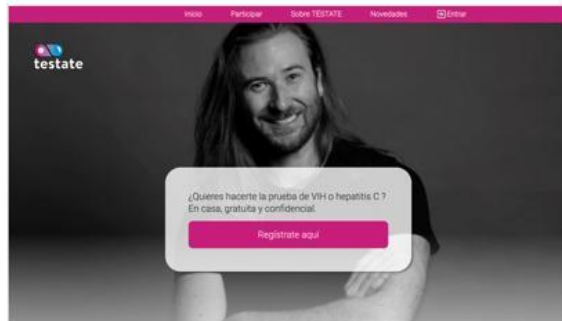 Inicio Participar Sobre TESTATE Novedades Entrar
testate
¿Quieres hacerte la prueba de VIH o hepatitis C ?
En casa, gratuita y confidencial.
Regístrate aquí